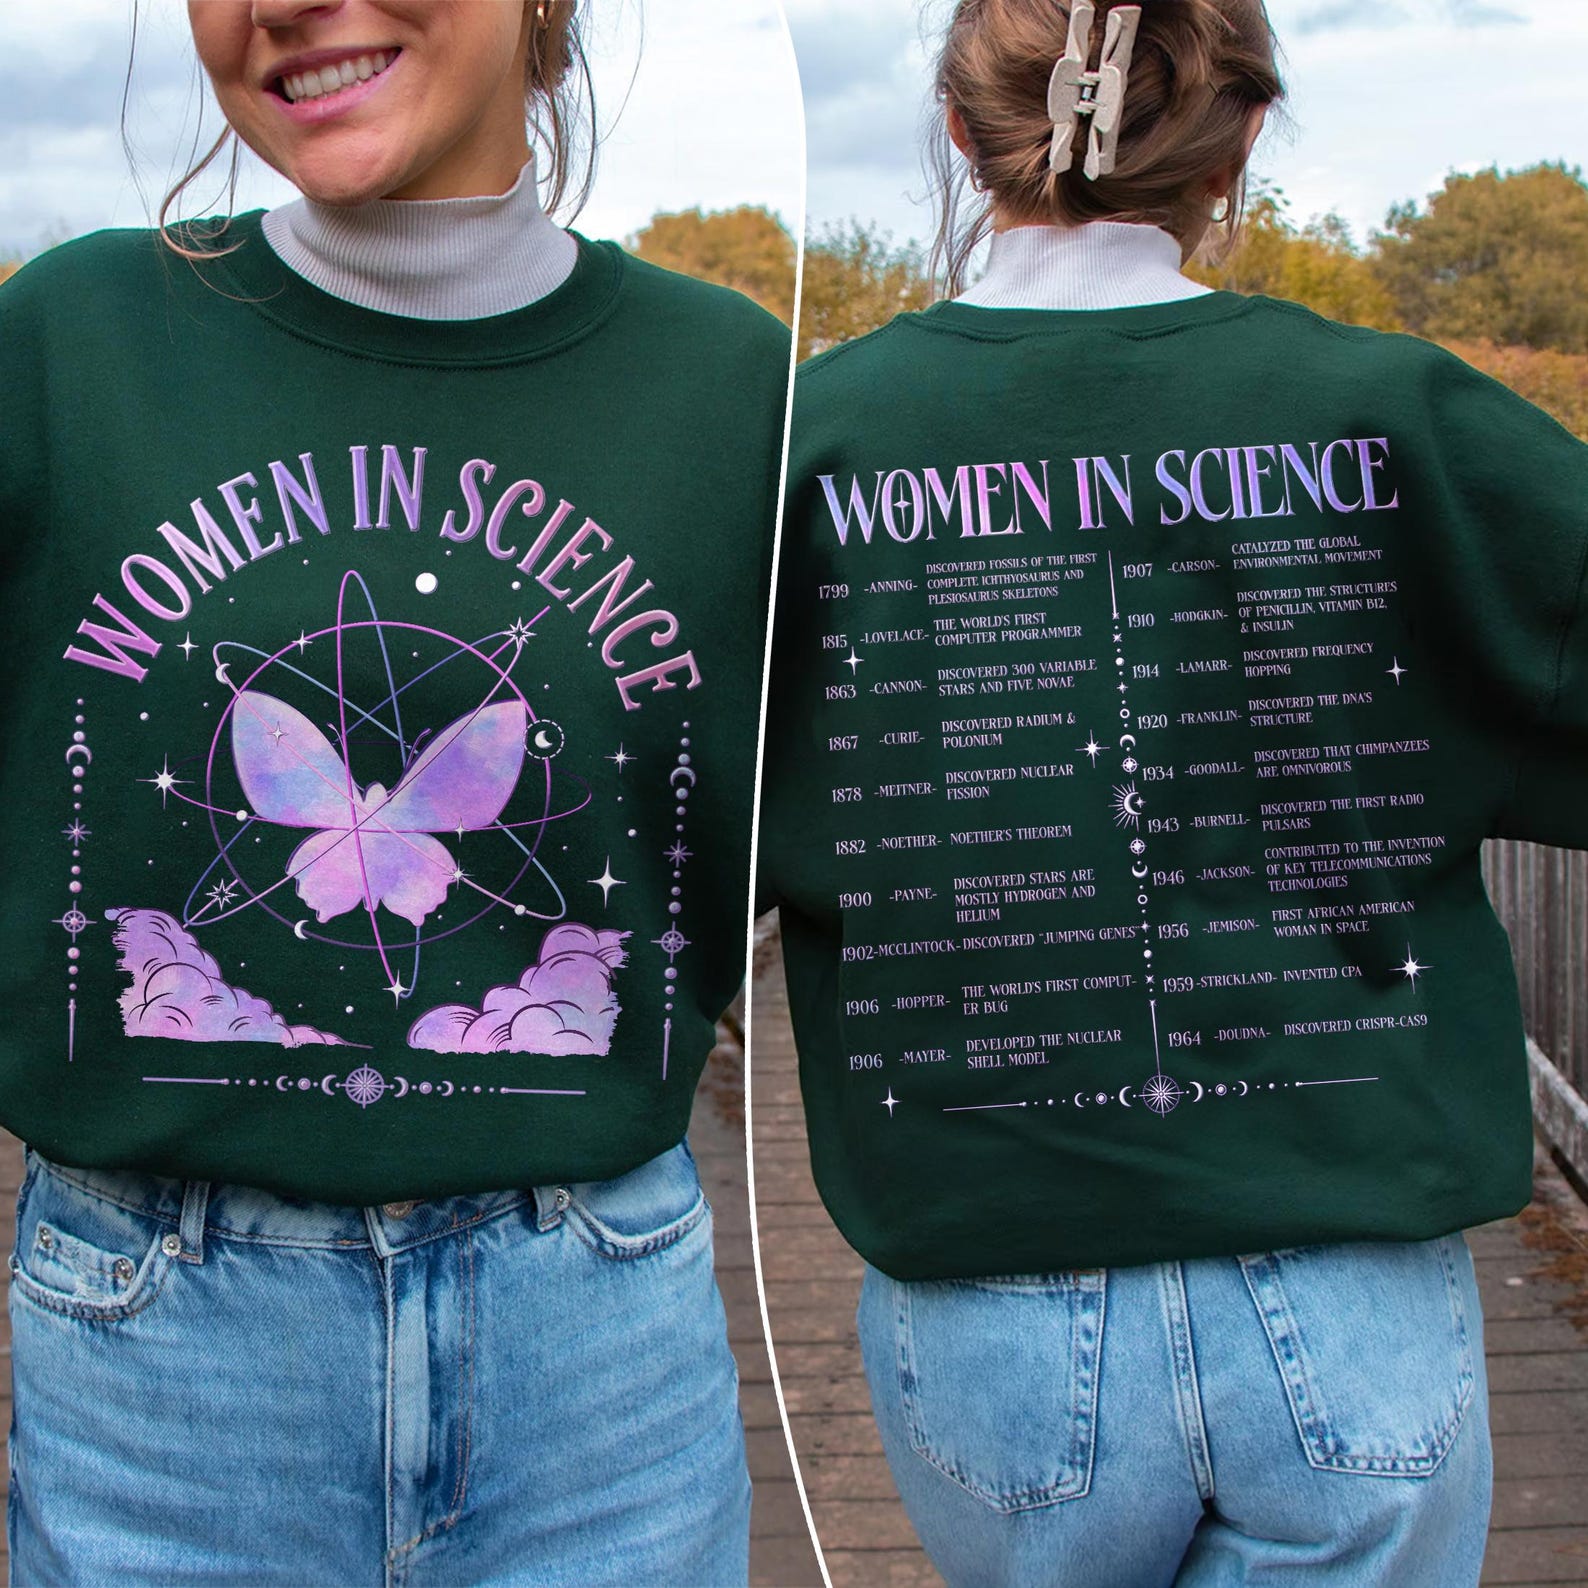 WOMEN IN SCIENCE
WOMEN IN SCIENCE
1799 -ANNING- DISCOVERED FOSSILS OF THE FIRST
COMPLETE ICHTHYOSAURUS AND
PLESIOSAURUS SKELETONS
1815 -LOVELACE- THE WORLD'S FIRST
COMPUTER PROGRAMMER
1863 -CANNON- DISCOVERED 300 VARIABLE
STARS AND FIVE NOVAE
1867 -CURIE- DISCOVERED RADIUM &
POLONIUM
1878 -MEITNER- DISCOVERED NUCLEAR
FISSION
1882 -NOETHER- NOETHER'S THEOREM
1900 -PAYNE- DISCOVERED STARS ARE
MOSTLY HYDROGEN AND
HELIUM
1902-MCCLINTOCK-DISCOVERED "JUMPING GENES"
1906 -HOPPER- THE WORLD'S FIRST COMPUT-
ER BUG
1906 -MAYER- DEVELOPED THE NUCLEAR
SHELL MODEL
1907 -CARSON- CATALYZED THE GLOBAL
ENVIRONMENTAL MOVEMENT
1910 -HODGKIN- DISCOVERED THE STRUCTURES
OF PENICILLIN, VITAMIN B12,
& INSULIN
1914 -LAMARR- DISCOVERED FREQUENCY
HOPPING
1920 -FRANKLIN- DISCOVERED THE DNA'S
STRUCTURE
1934 -GOODALL- DISCOVERED THAT CHIMPANZEES
ARE OMNIVOROUS
1943 -BURNELL- DISCOVERED THE FIRST RADIO
PULSARS
1946 -JACKSON- CONTRIBUTED TO THE INVENTION
OF KEY TELECOMMUNICATIONS
TECHNOLOGIES
1956 -JEMISON- FIRST AFRICAN AMERICAN
WOMAN IN SPACE
1959 -STRICKLAND- INVENTED CPA
1964 -DOUDNA- DISCOVERED CRISPR-CAS9